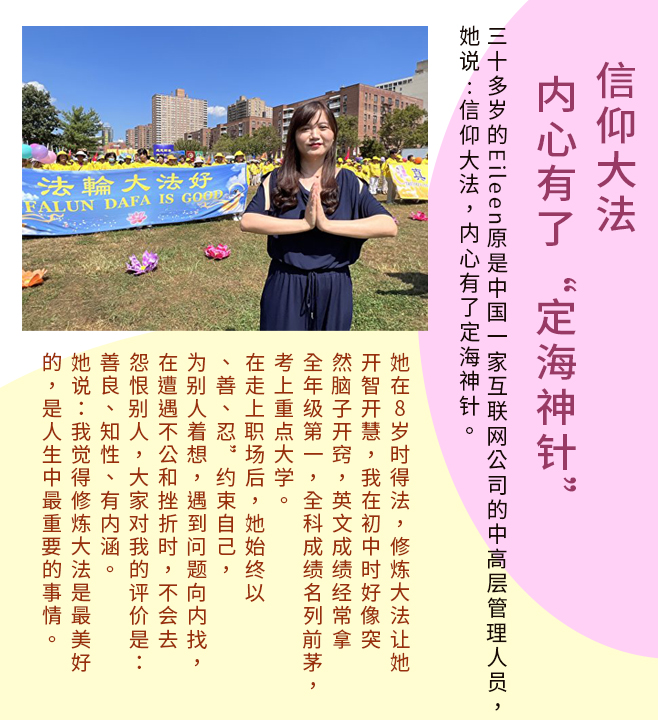 信仰大法
内心有了“定海神针”
三十多岁的Eileen原是中国一家互联网公司的中高层管理人员，
她说：信仰大法，内心有了定海神针。
法輪大法好
FALUN DAFA IS GOOD
真
她在8岁时得法，修炼大法让她
开智开慧，我在初中时好像突
然脑子开窍，英文成绩经常拿
全年级第一，全科成绩名列前茅，
考上重点大学。
在走上职场后，她始终以
、善、忍”约束自己，
为别人着想，遇到问题向内找，
在遭遇不公和挫折时，不会去
怨恨别人，大家对我的评价是：
善良、知性、有内涵。
她说：我觉得修炼大法是最美好
的，是人生中最重要的事情。